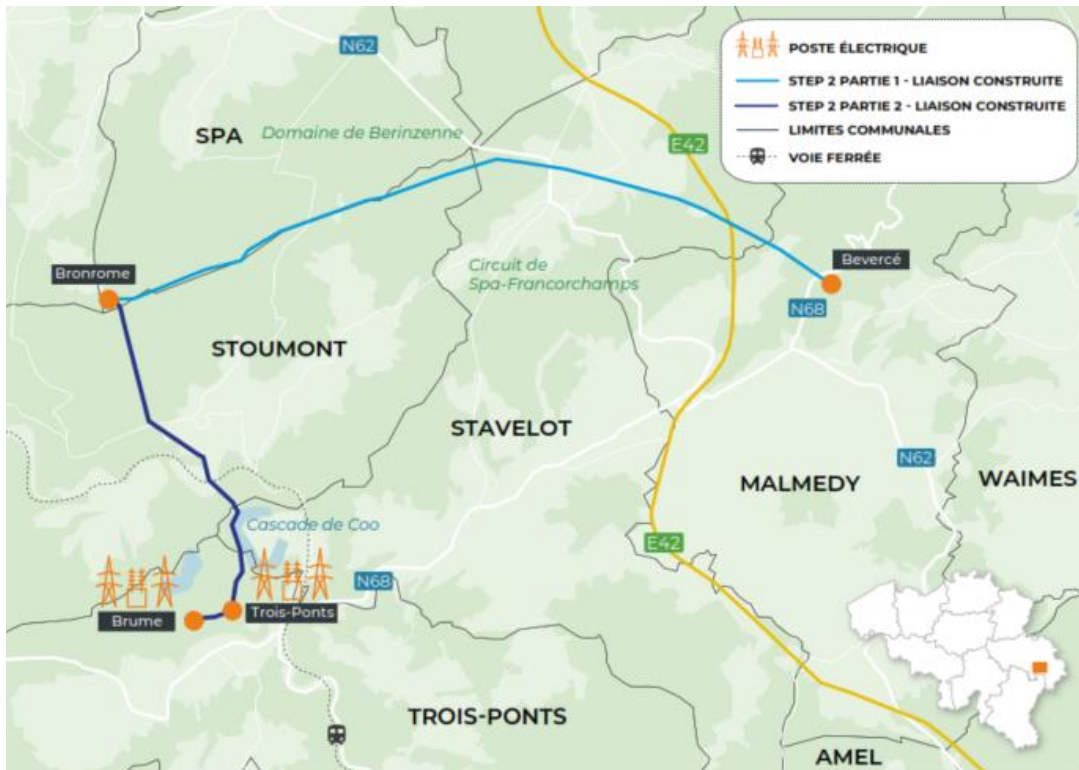 N62
POSTE ÉLECTRIQUE
STEP 2 PARTIE 1 - LIAISON CONSTRUITE
STEP 2 PARTIE 2 - LIAISON CONSTRUITE
LIMITES COMMUNALES
VOIE FERRÉE
SPA
Domaine de Berinzenne
E42
Bronrome
Circuit de
Spa-Francorchamps
Bevercé
N68
STOUMONT
STAVELOT
N62
MALMEDY
WAIMES
Cascade de Coo
E42
N68
Brume
Trois-Ponts
TROIS-PONTS
AMEL